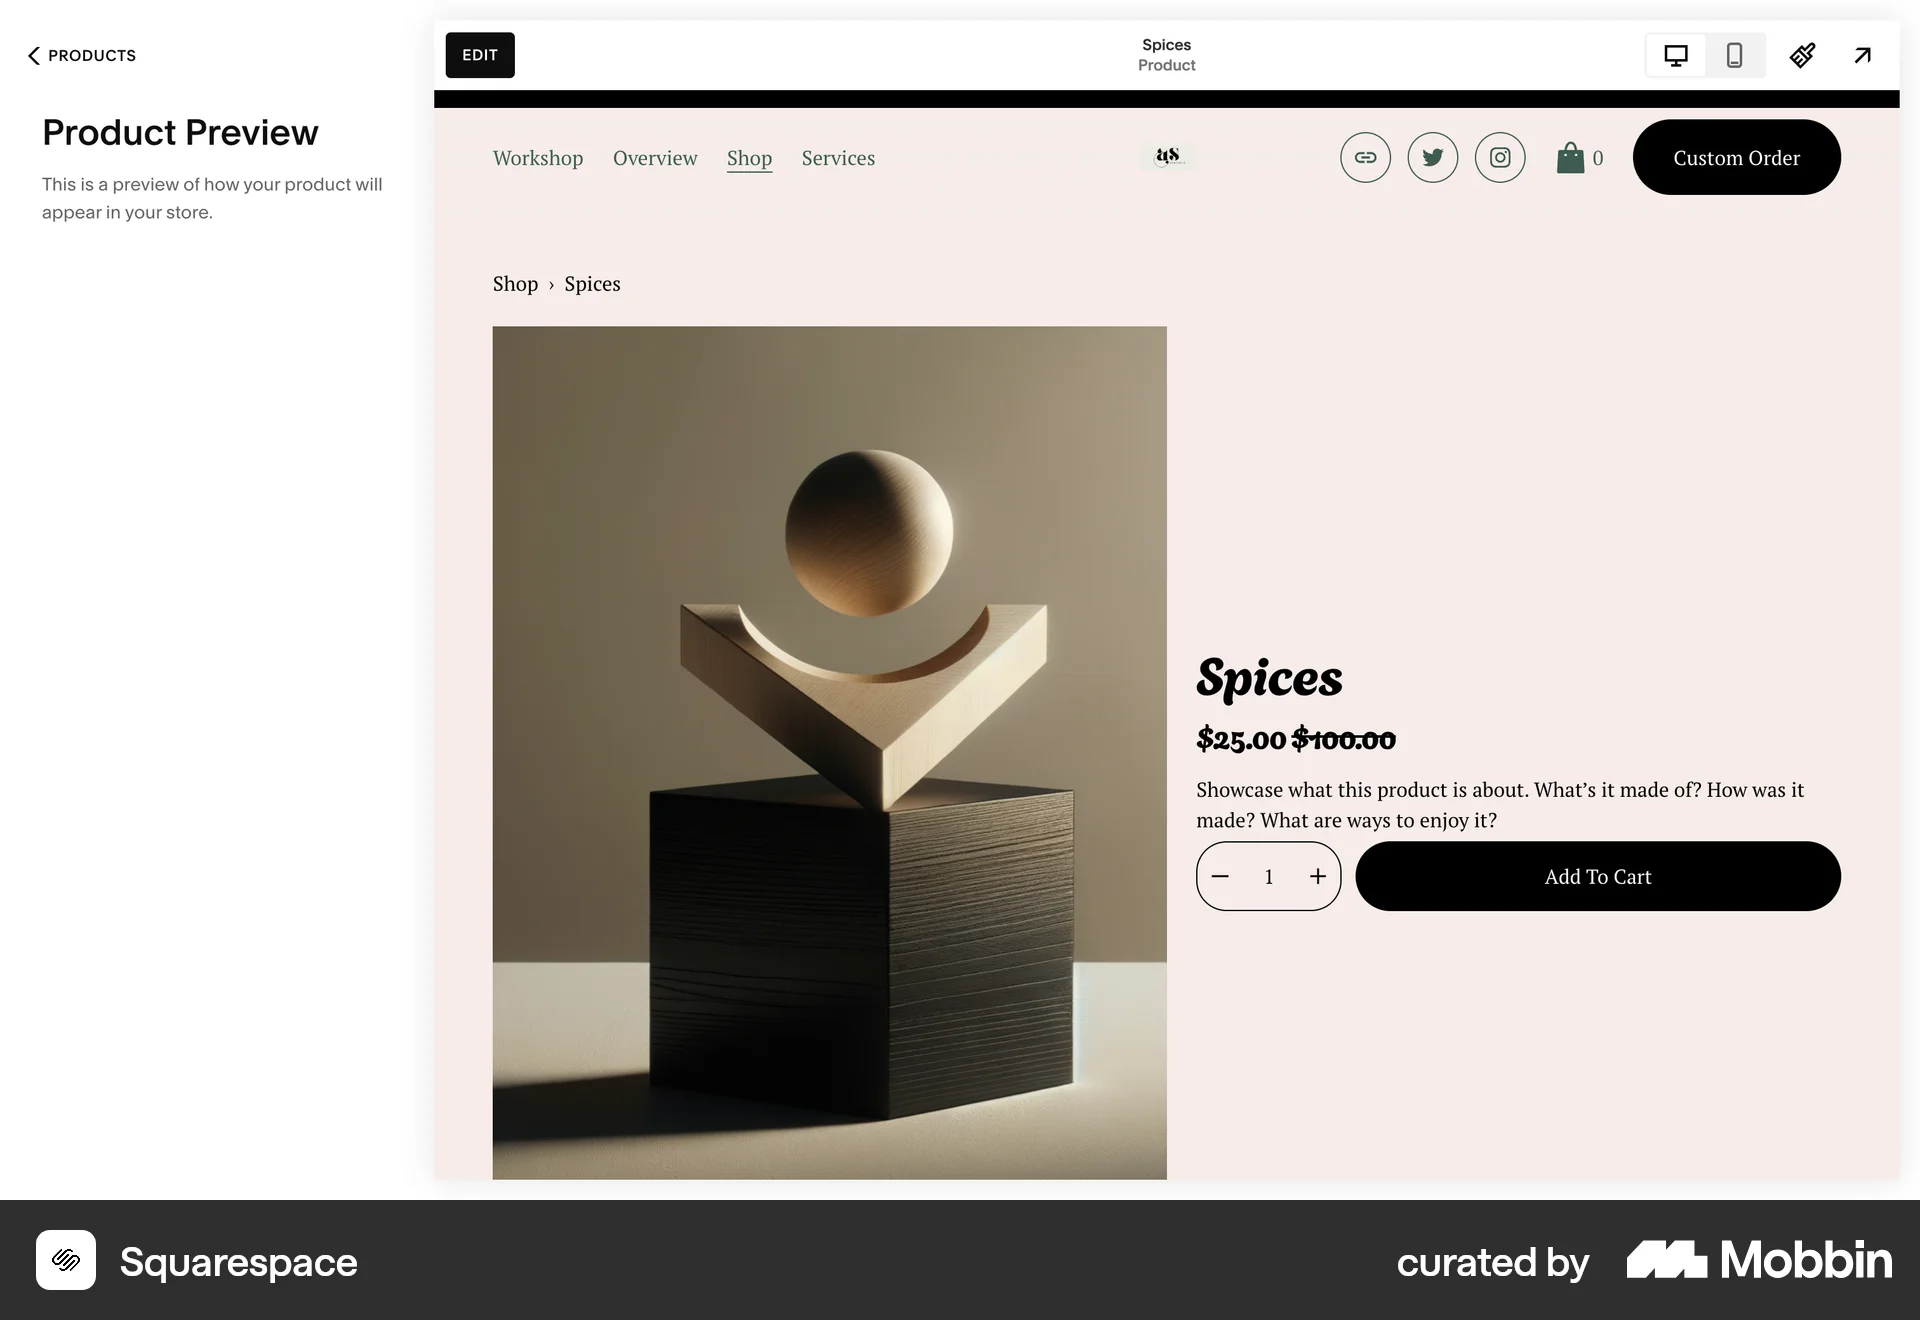 PRODUCTS
Product Preview
This is a preview of how your product will
appear in your store.
EDIT
Spices
Product
Workshop
Overview
Shop
Services
as
0
Custom Order
Shop › Spices
Spices
$25.00 $100.00
Showcase what this product is about. What’s it made of? How was it
made? What are ways to enjoy it?
1
Add To Cart
Squarespace
curated by Mobbin